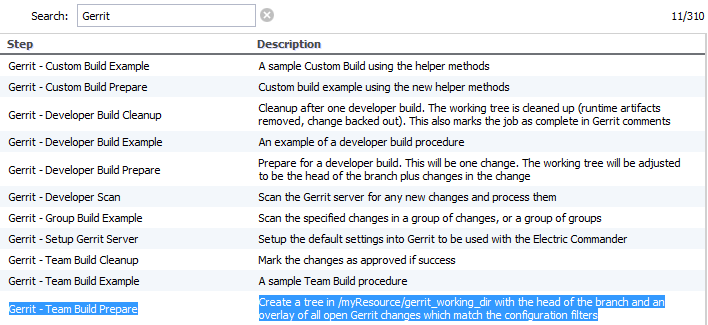 Search: Gerrit 11/310
Step Description
Gerrit - Custom Build Example A sample Custom Build using the helper methods
Gerrit - Custom Build Prepare Custom build example using the new helper methods
Gerrit - Developer Build Cleanup Cleanup after one developer build. The working tree is cleaned up (runtime artifacts
removed, change backed out). This also marks the job as complete in Gerrit comments
Gerrit - Developer Build Example An example of a developer build procedure
Gerrit - Developer Build Prepare Prepare for a developer build. This will be one change. The working tree will be adjusted
to be the head of the branch plus changes in the change
Gerrit - Developer Scan Scan the Gerrit server for any new changes and process them
Gerrit - Group Build Example Scan the specified changes in a group of changes, or a group of groups
Gerrit - Setup Gerrit Server Setup the default settings into Gerrit to be used with the Electric Commander
Gerrit - Team Build Cleanup Mark the changes as approved if success
Gerrit - Team Build Example A sample Team Build procedure
Gerrit - Team Build Prepare Create a tree in /myResource/gerrit_working_dir with the head of the branch and an
overlay of all open Gerrit changes which match the configuration filters